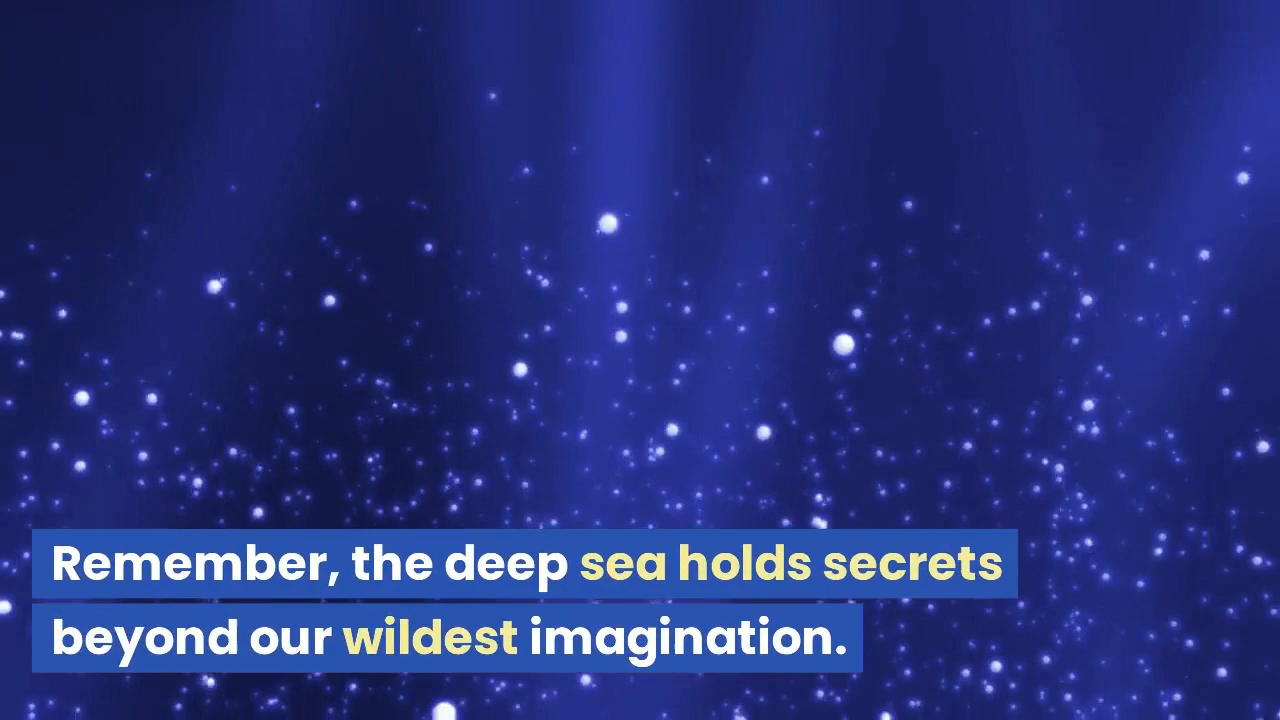 Remember, the deep sea holds secrets
beyond our wildest imagination.